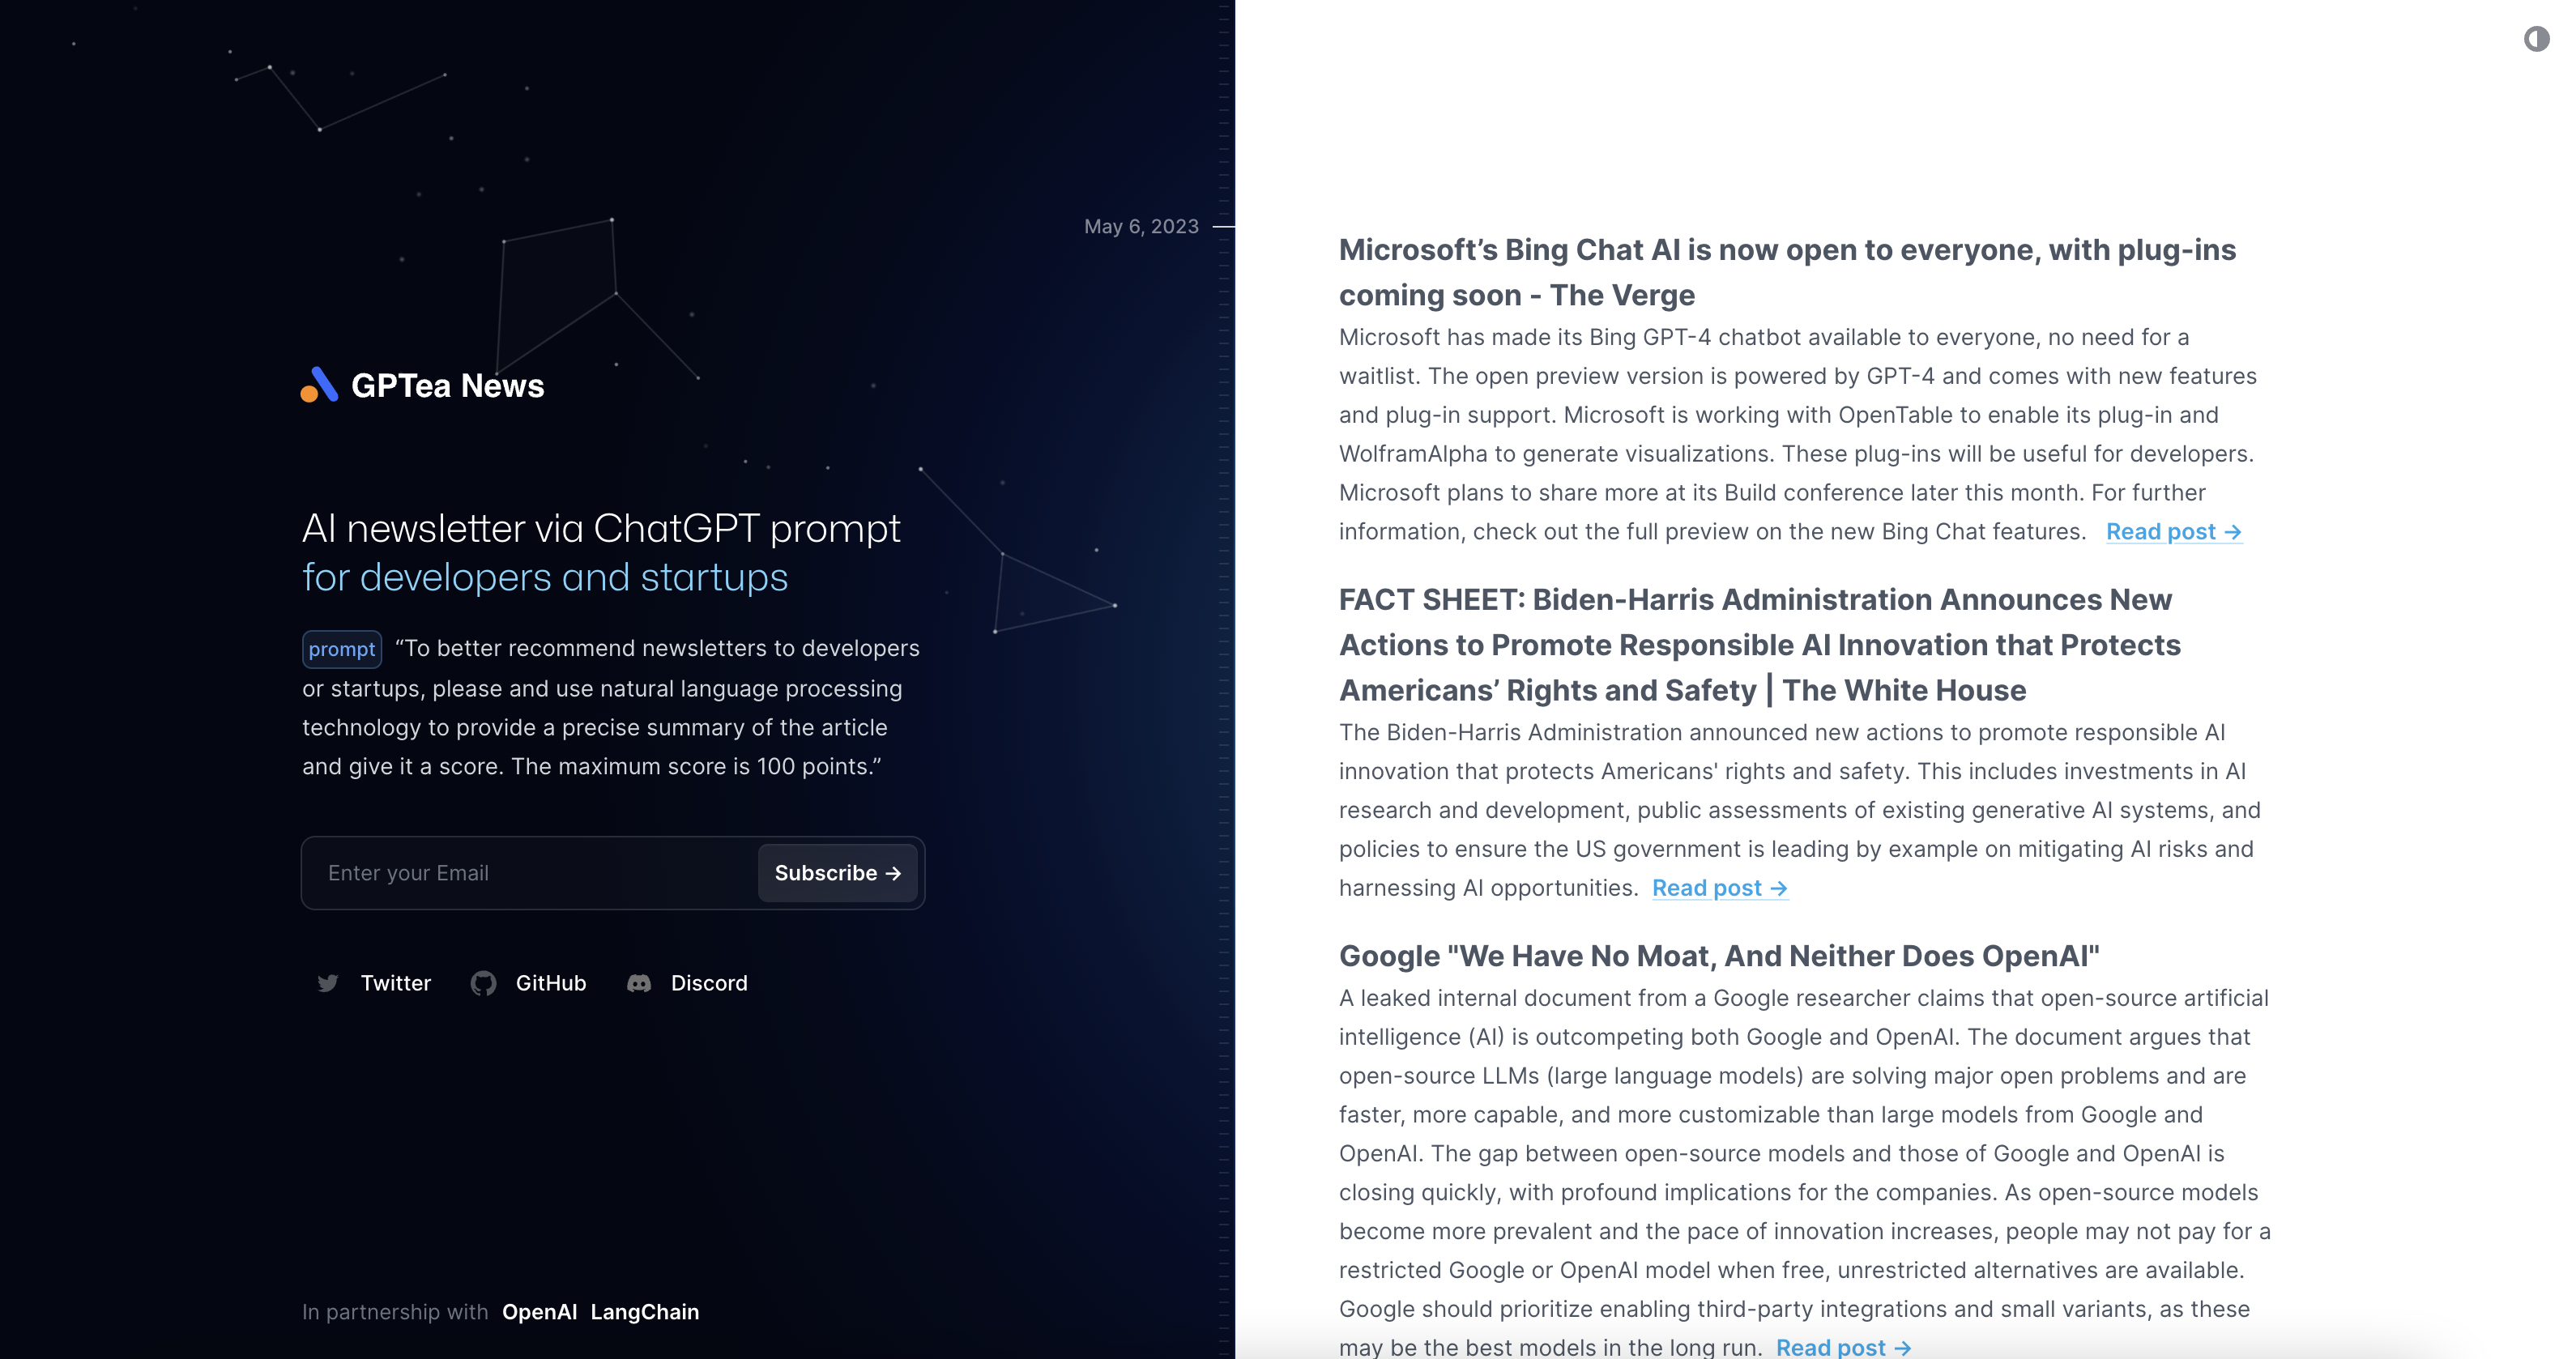 GPTea News
AI newsletter via ChatGPT prompt
for developers and startups
prompt “To better recommend newsletters to developers
or startups, please and use natural language processing
technology to provide a precise summary of the article
and give it a score. The maximum score is 100 points.”
Enter your Email
Subscribe →
Twitter GitHub Discord
In partnership with OpenAI LangChain
May 6, 2023
Microsoft’s Bing Chat AI is now open to everyone, with plug-ins
coming soon - The Verge
Microsoft has made its Bing GPT-4 chatbot available to everyone, no need for a
waitlist. The open preview version is powered by GPT-4 and comes with new features
and plug-in support. Microsoft is working with OpenTable to enable its plug-in and
WolframAlpha to generate visualizations. These plug-ins will be useful for developers.
Microsoft plans to share more at its Build conference later this month. For further
information, check out the full preview on the new Bing Chat features. Read post →
FACT SHEET: Biden-Harris Administration Announces New
Actions to Promote Responsible AI Innovation that Protects
Americans’ Rights and Safety | The White House
The Biden-Harris Administration announced new actions to promote responsible AI
innovation that protects Americans' rights and safety. This includes investments in AI
research and development, public assessments of existing generative AI systems, and
policies to ensure the US government is leading by example on mitigating AI risks and
harnessing AI opportunities. Read post →
Google "We Have No Moat, And Neither Does OpenAI"
A leaked internal document from a Google researcher claims that open-source artificial
intelligence (AI) is outcompeting both Google and OpenAI. The document argues that
open-source LLMs (large language models) are solving major open problems and are
faster, more capable, and more customizable than large models from Google and
OpenAI. The gap between open-source models and those of Google and OpenAI is
closing quickly, with profound implications for the companies. As open-source models
become more prevalent and the pace of innovation increases, people may not pay for a
restricted Google or OpenAI model when free, unrestricted alternatives are available.
Google should prioritize enabling third-party integrations and small variants, as these
may be the best models in the long run. Read post →